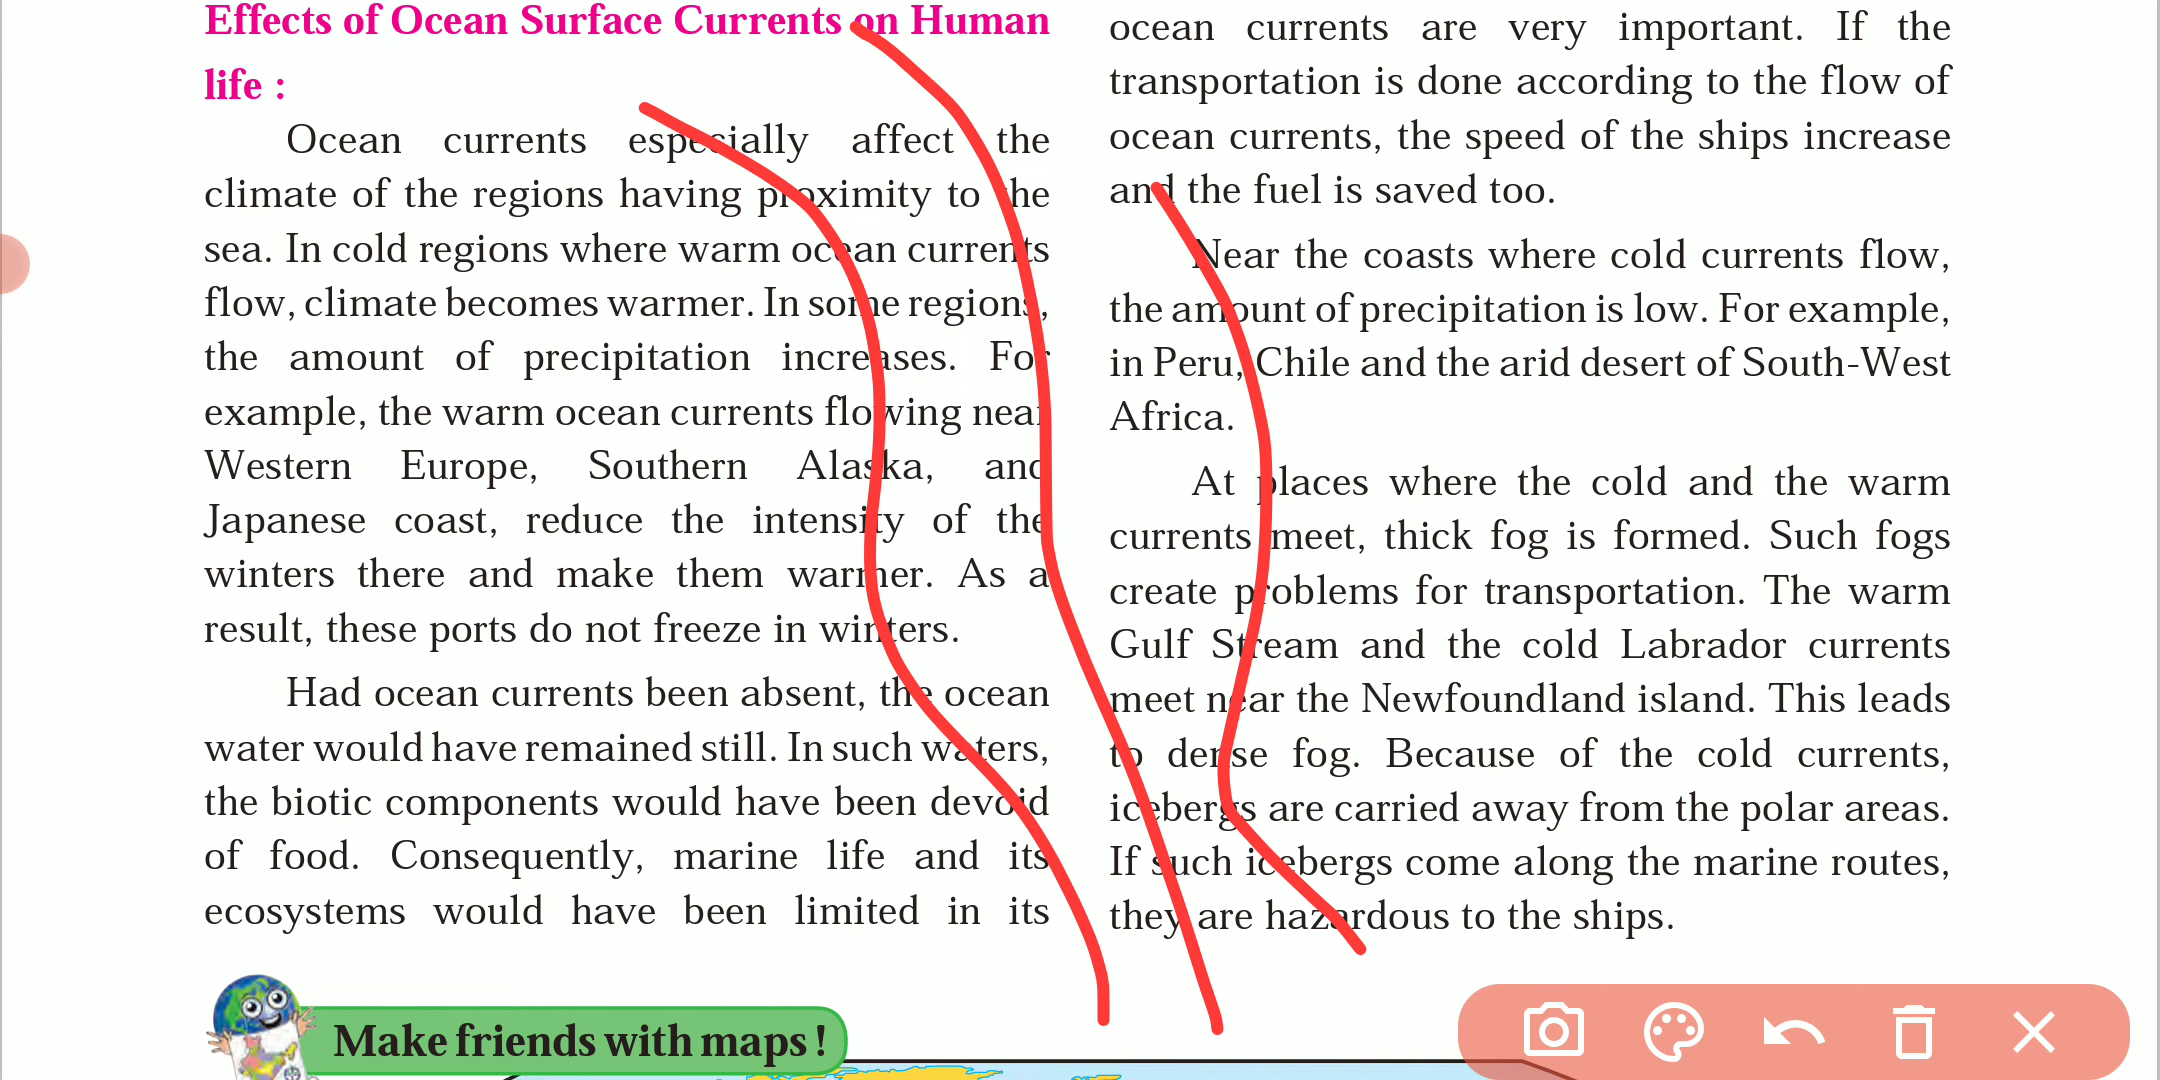 Effects of Ocean Surface Currents on Human
life :
Ocean currents especially affect the
climate of the regions having proximity to the
sea. In cold regions where warm ocean currents
flow, climate becomes warmer. In some regions,
the amount of precipitation increases. For
example, the warm ocean currents flowing near
Western Europe, Southern Alaska, and
Japanese coast, reduce the intensity of the
winters there and make them warmer. As a
result, these ports do not freeze in winters.
Had ocean currents been absent, the ocean
water would have remained still. In such waters,
the biotic components would have been devoid
of food. Consequently, marine life and its
ecosystems would have been limited in its
ocean currents are very important. If the
transportation is done according to the flow of
ocean currents, the speed of the ships increase
and the fuel is saved too.
Near the coasts where cold currents flow,
the amount of precipitation is low. For example,
in Peru, Chile and the arid desert of South-West
Africa.
At places where the cold and the warm
currents meet, thick fog is formed. Such fogs
create problems for transportation. The warm
Gulf Stream and the cold Labrador currents
meet near the Newfoundland island. This leads
to dense fog. Because of the cold currents,
icebergs are carried away from the polar areas.
If such icebergs come along the marine routes,
they are hazardous to the ships.
Make friends with maps !